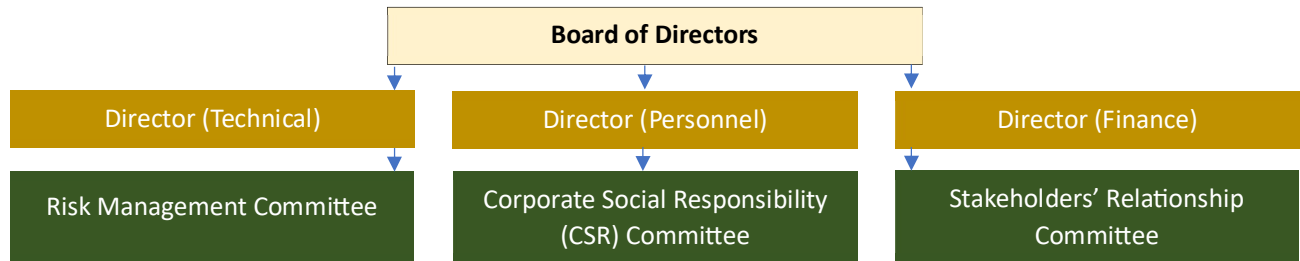 Board of Directors
Director (Technical)
Director (Personnel)
Director (Finance)
Risk Management Committee
Corporate Social Responsibility
(CSR) Committee
Stakeholders’ Relationship
Committee